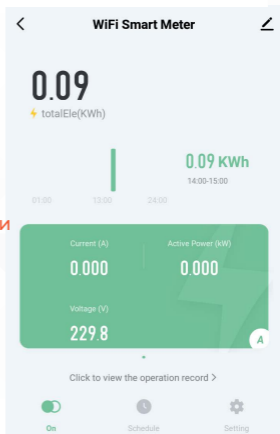 WiFi Smart Meter
0.09
totalEle(KWh)
0.09 KWh
14:00-15:00
01:00 13:00 24:00
и
Current (A) Active Power (kW)
0.000 0.000
Voltage (V)
229.8
A
Click to view the operation record >
On Schedule Setting